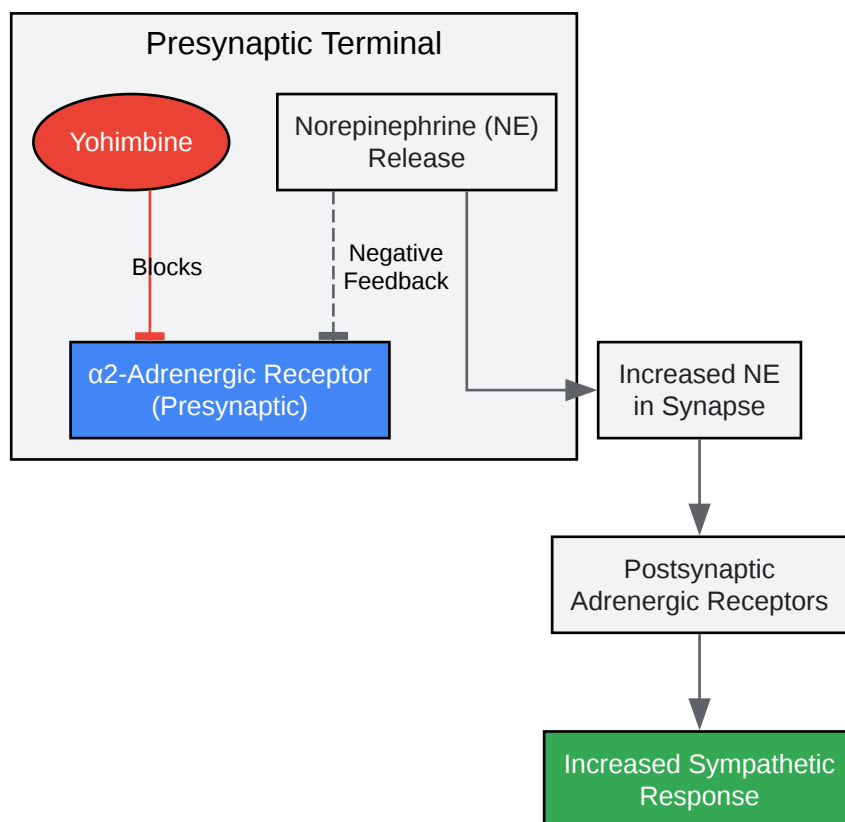 Presynaptic Terminal
Yohimbine
Norepinephrine (NE)
Release
Blocks
Negative
Feedback
α2-Adrenergic Receptor
(Presynaptic)
Increased NE
in Synapse
Postsynaptic
Adrenergic Receptors
Increased Sympathetic
Response